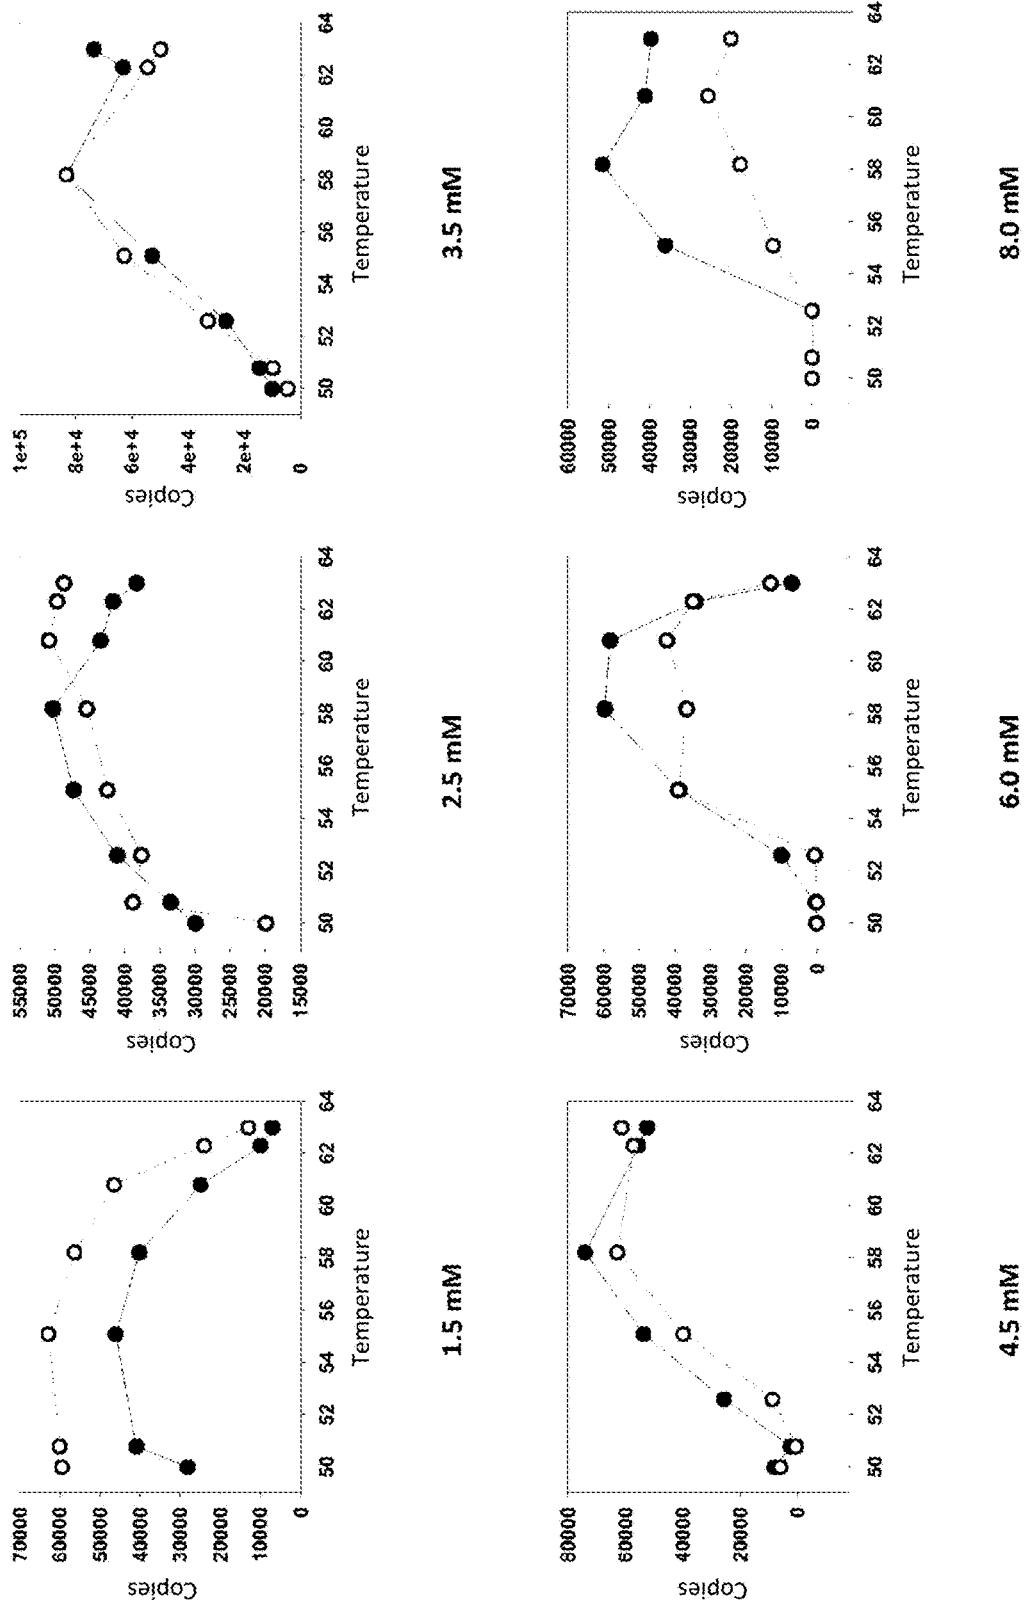 70000
60000
50000
40000
30000
20000
10000
0
Copies
50 52 54 56 58 60 62 64
Temperature
1.5 mM
55000
50000
45000
40000
35000
30000
25000
20000
15000
Copies
50 52 54 56 58 60 62 64
Temperature
2.5 mM
1e+5
8e+4
6e+4
4e+4
2e+4
0
Copies
50 52 54 56 58 60 62 64
Temperature
3.5 mM
80000
60000
40000
20000
0
Copies
50 52 54 56 58 60 62 64
Temperature
4.5 mM
70000
60000
50000
40000
30000
20000
10000
0
Copies
50 52 54 56 58 60 62 64
Temperature
6.0 mM
60000
50000
40000
30000
20000
10000
0
Copies
50 52 54 56 58 60 62 64
Temperature
8.0 mM